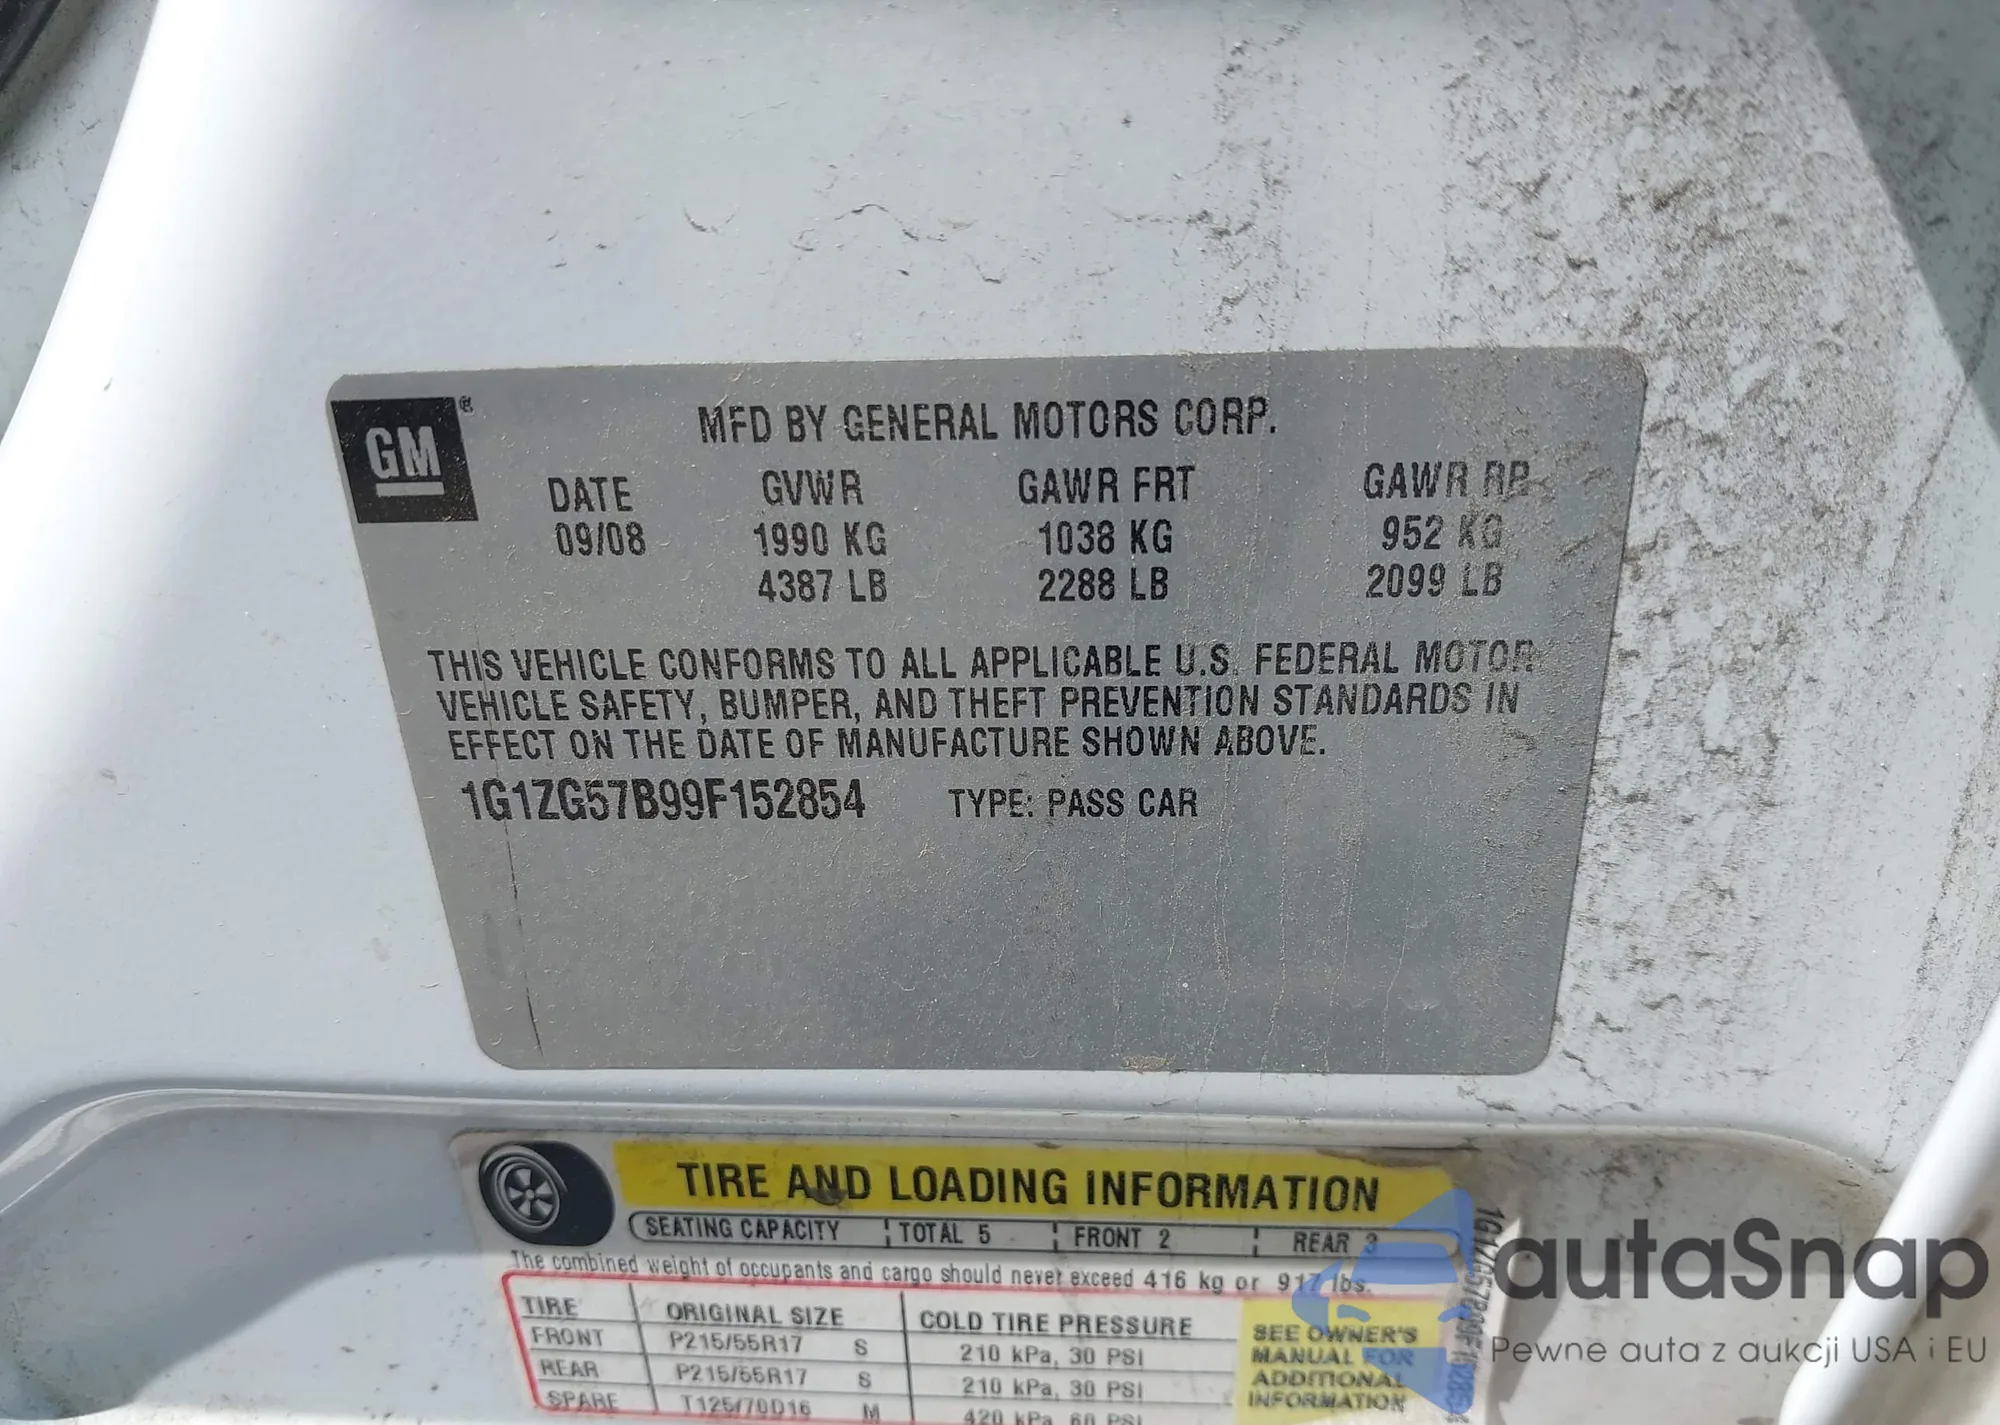 GM ®
MFD BY GENERAL MOTORS CORP.
DATE GVWR GAWR FRT GAWR RR
09/08 1990 KG 1038 KG 952 KG
4387 LB 2288 LB 2099 LB
THIS VEHICLE CONFORMS TO ALL APPLICABLE U.S. FEDERAL MOTOR
VEHICLE SAFETY, BUMPER, AND THEFT PREVENTION STANDARDS IN
EFFECT ON THE DATE OF MANUFACTURE SHOWN ABOVE.
1G1ZG57B99F152854 TYPE: PASS CAR
TIRE AND LOADING INFORMATION
SEATING CAPACITY TOTAL 5 FRONT 2 REAR 3
The combined weight of occupants and cargo should never exceed 416 kg or 917 lbs.
TIRE ORIGINAL SIZE COLD TIRE PRESSURE
FRONT P215/55R17 S 210 kPa, 30 PSI
REAR P215/55R17 S 210 kPa, 30 PSI
SPARE T125/70D16 M 420 kPa, 60 PSI
SEE OWNER'S
MANUAL FOR
ADDITIONAL
INFORMATION
1G1ZG57B99F152854
autaSnap
Pewne auta z aukcji USA i EU